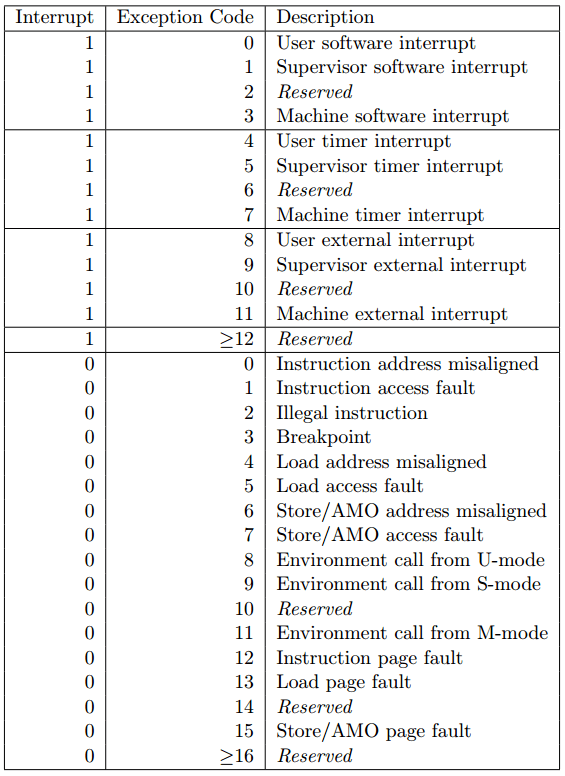 Interrupt Exception Code Description
1 0 User software interrupt
1 1 Supervisor software interrupt
1 2 Reserved
1 3 Machine software interrupt
1 4 User timer interrupt
1 5 Supervisor timer interrupt
1 6 Reserved
1 7 Machine timer interrupt
1 8 User external interrupt
1 9 Supervisor external interrupt
1 10 Reserved
1 11 Machine external interrupt
1 ≥12 Reserved
0 0 Instruction address misaligned
0 1 Instruction access fault
0 2 Illegal instruction
0 3 Breakpoint
0 4 Load address misaligned
0 5 Load access fault
0 6 Store/AMO address misaligned
0 7 Store/AMO access fault
0 8 Environment call from U-mode
0 9 Environment call from S-mode
0 10 Reserved
0 11 Environment call from M-mode
0 12 Instruction page fault
0 13 Load page fault
0 14 Reserved
0 15 Store/AMO page fault
0 ≥16 Reserved